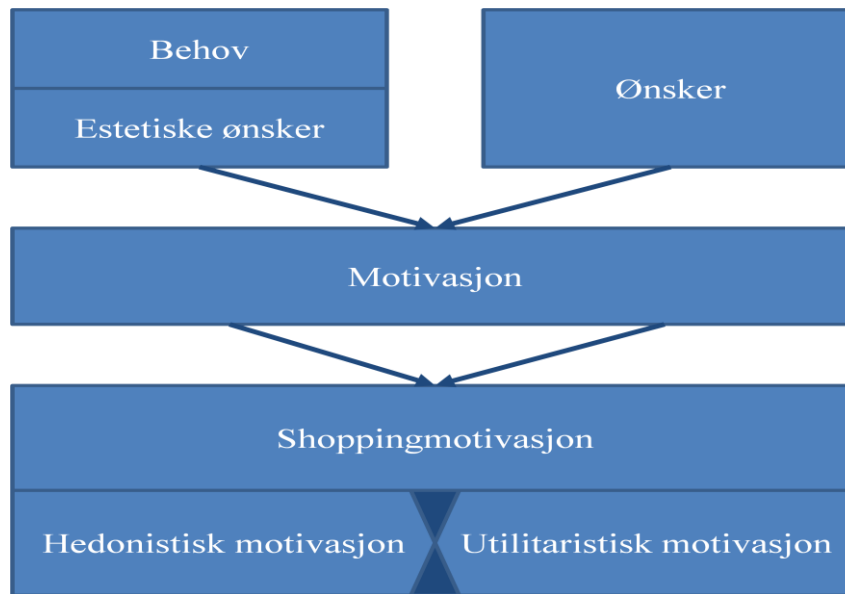 Behov
Ønsker
Estetiske ønsker
Motivasjon
Shoppingmotivasjon
Hedonistisk motivasjon
Utilitaristisk motivasjon